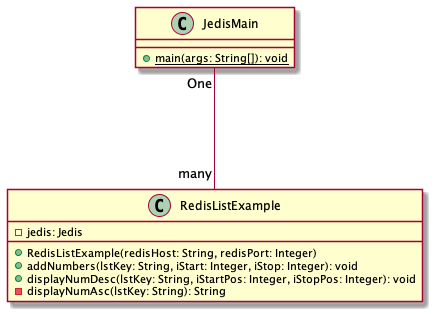 C JedisMain
main(args: String[]): void
One
many
C RedisListExample
jedis: Jedis
RedisListExample(redisHost: String, redisPort: Integer)
addNumbers(lstKey: String, iStart: Integer, iStop: Integer): void
displayNumDesc(lstKey: String, iStartPos: Integer, iStopPos: Integer): void
displayNumAsc(lstKey: String): String